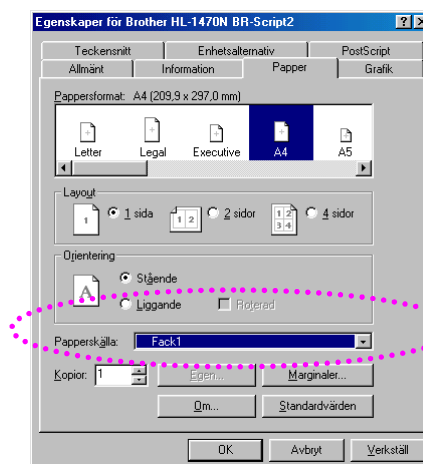 Egenskaper för Brother HL-1470N BR-Script2
Teckensnitt Enhetsalternativ PostScript
Allmänt Information Papper Grafik
Pappersformat: A4 (209,9 x 297,0 mm)
Letter Legal Executive A4 A5
Layout
1 1 sida 1 2 2 sidor 1 2 3 4 4 sidor
Orientering
A Stående
Liggande Roterad
Papperskälla: Fack1
Kopior: 1 Egen... Marginaler...
Om... Standardvärden
OK Avbryt Verkställ